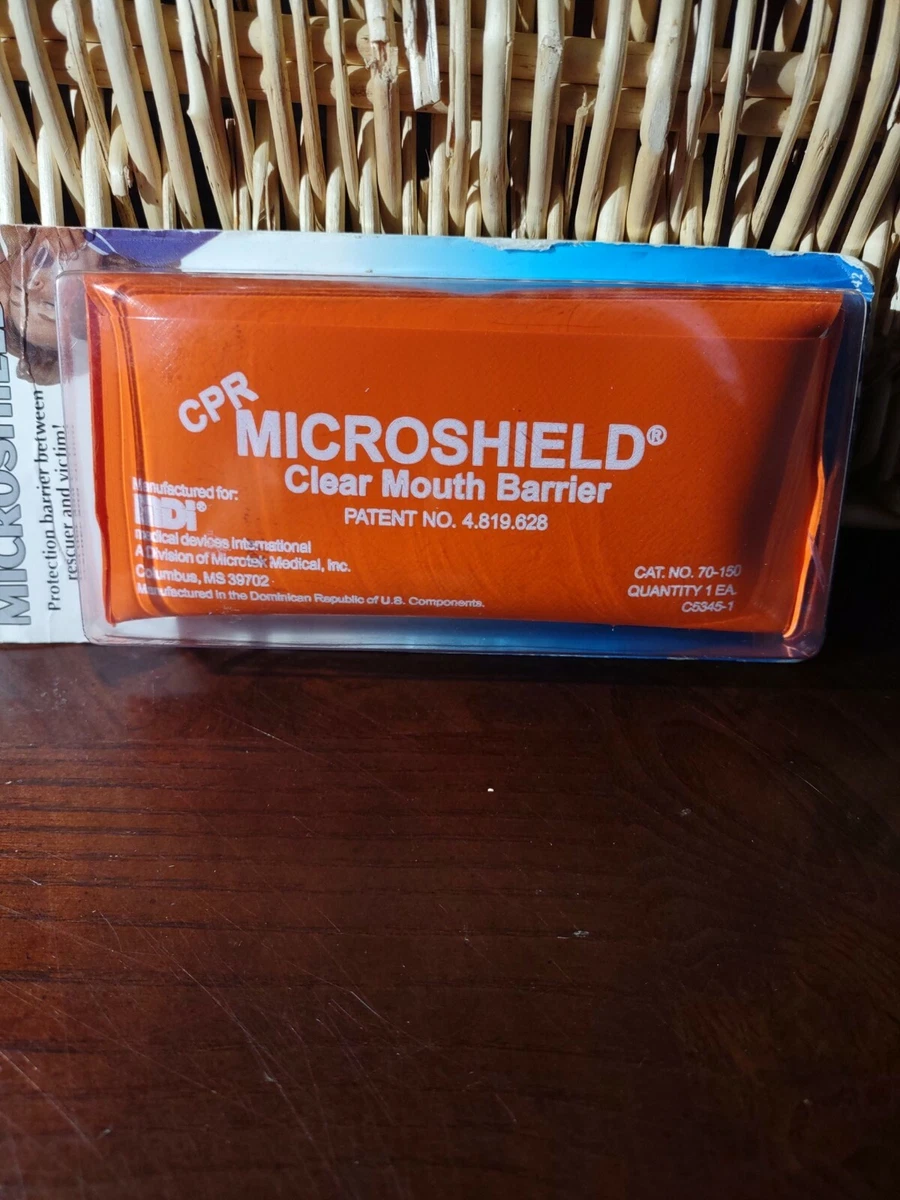 CPR
MICROSHIELD®
Clear Mouth Barrier
PATENT NO. 4.819.628
Manufactured for:
MDI®
medical devices international
A Division of Microtek Medical, Inc.
Columbus, MS 39702
Manufactured in the Dominican Republic of U.S. Components.
CAT. NO. 70-150
QUANTITY 1 EA.
C5345-1
MICROSHIELD
Protection barrier between
rescuer and victim!
42